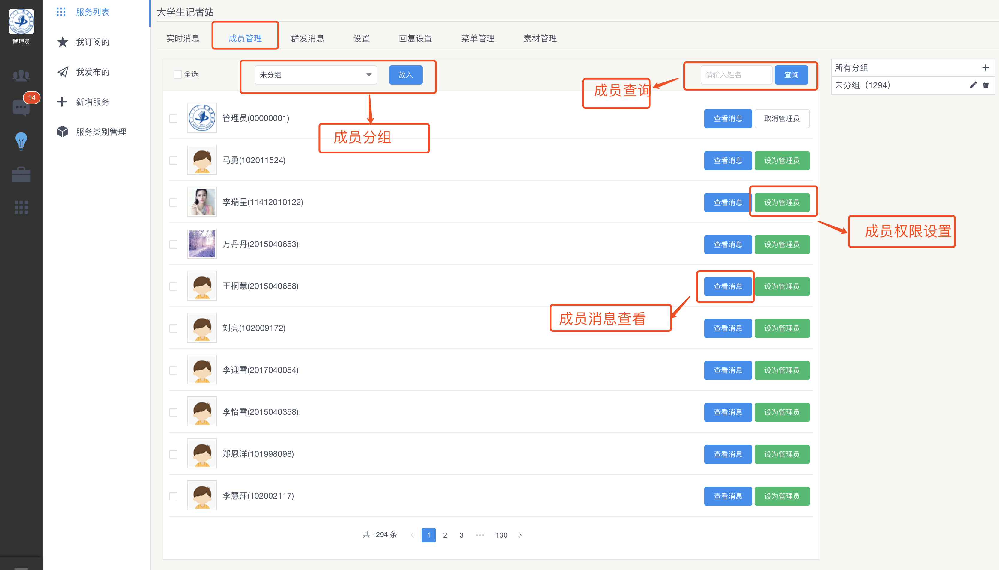 管理员
14
服务列表
我订阅的
我发布的
新增服务
服务类别管理
大学生记者站
实时消息 成员管理 群发消息 设置 回复设置 菜单管理 素材管理
全选 未分组 放入 请输入姓名 查询
成员查询
成员分组
所有分组
未分组（1294）
管理员(00000001) 查看消息 取消管理员
马勇(102011524) 查看消息 设为管理员
李瑞星(11412010122) 查看消息 设为管理员
成员权限设置
万丹丹(2015040653) 查看消息 设为管理员
王桐慧(2015040658) 查看消息 设为管理员
成员消息查看
刘亮(102009172) 查看消息 设为管理员
李迎雪(2017040054) 查看消息 设为管理员
李怡雪(2015040358) 查看消息 设为管理员
郑恩洋(101998098) 查看消息 设为管理员
李慧萍(102002117) 查看消息 设为管理员
共 1294 条 1 2 3 ••• 130